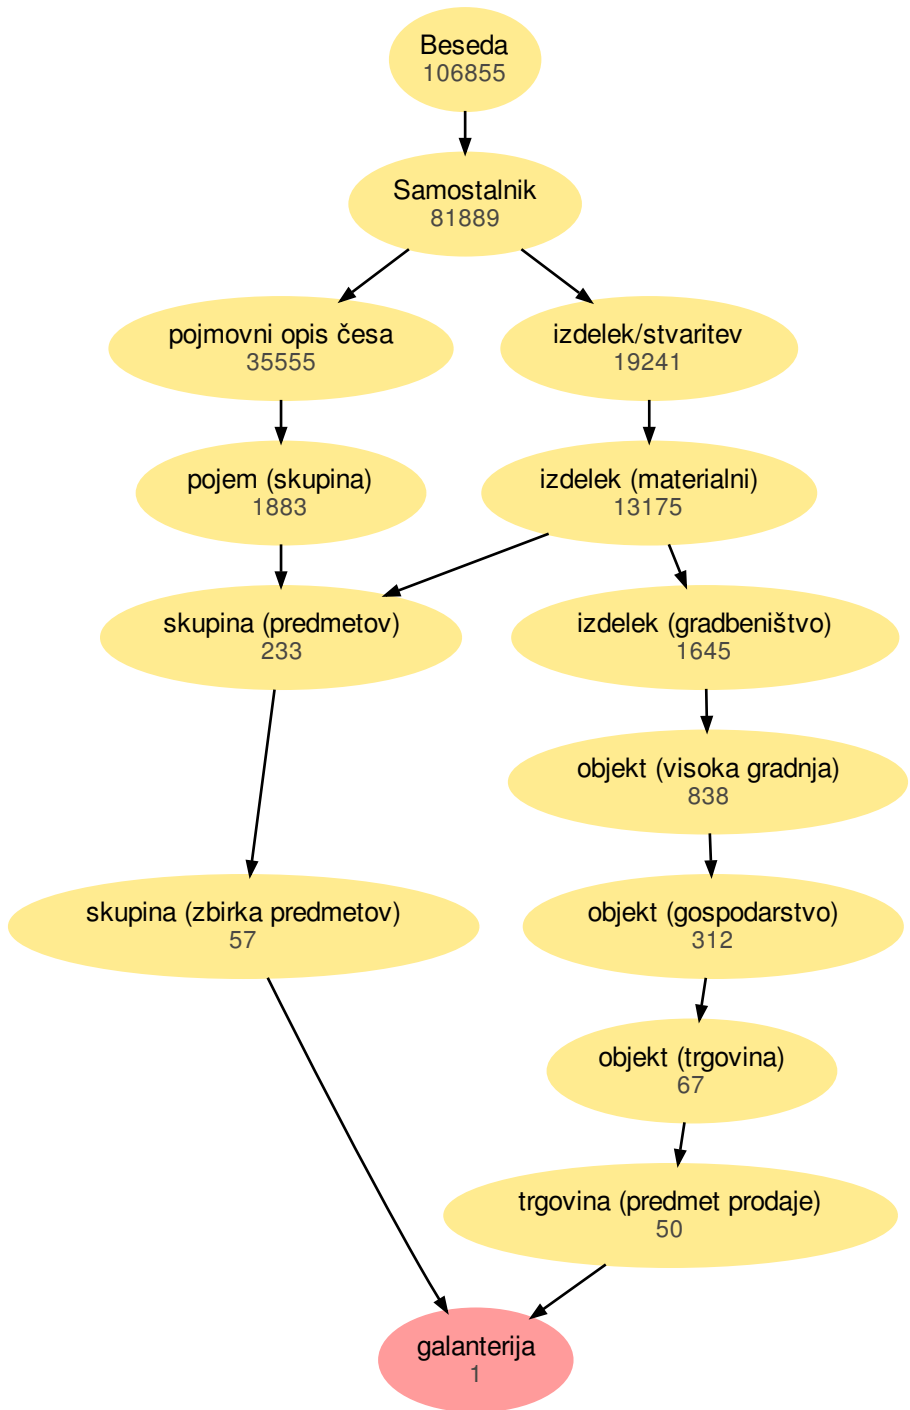 Beseda
106855
Samostalnik
81889
pojmovni opis česa
35555
izdelek/stvaritev
19241
pojem (skupina)
1883
izdelek (materialni)
13175
skupina (predmetov)
233
izdelek (gradbeništvo)
1645
objekt (visoka gradnja)
838
skupina (zbirka predmetov)
57
objekt (gospodarstvo)
312
objekt (trgovina)
67
trgovina (predmet prodaje)
50
galanterija
1